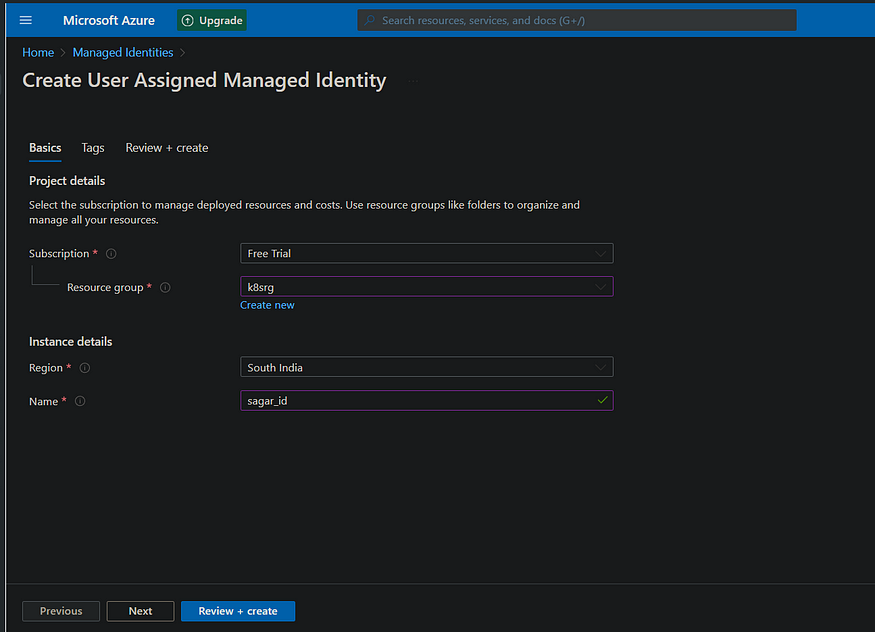 Microsoft Azure
Upgrade
Search resources, services, and docs (G+/)
Home > Managed Identities >
Create User Assigned Managed Identity ...
Basics Tags Review + create
Project details
Select the subscription to manage deployed resources and costs. Use resource groups like folders to organize and
manage all your resources.
Subscription * Free Trial
Resource group * k8srg
Create new
Instance details
Region * South India
Name * sagar_id
Previous Next Review + create